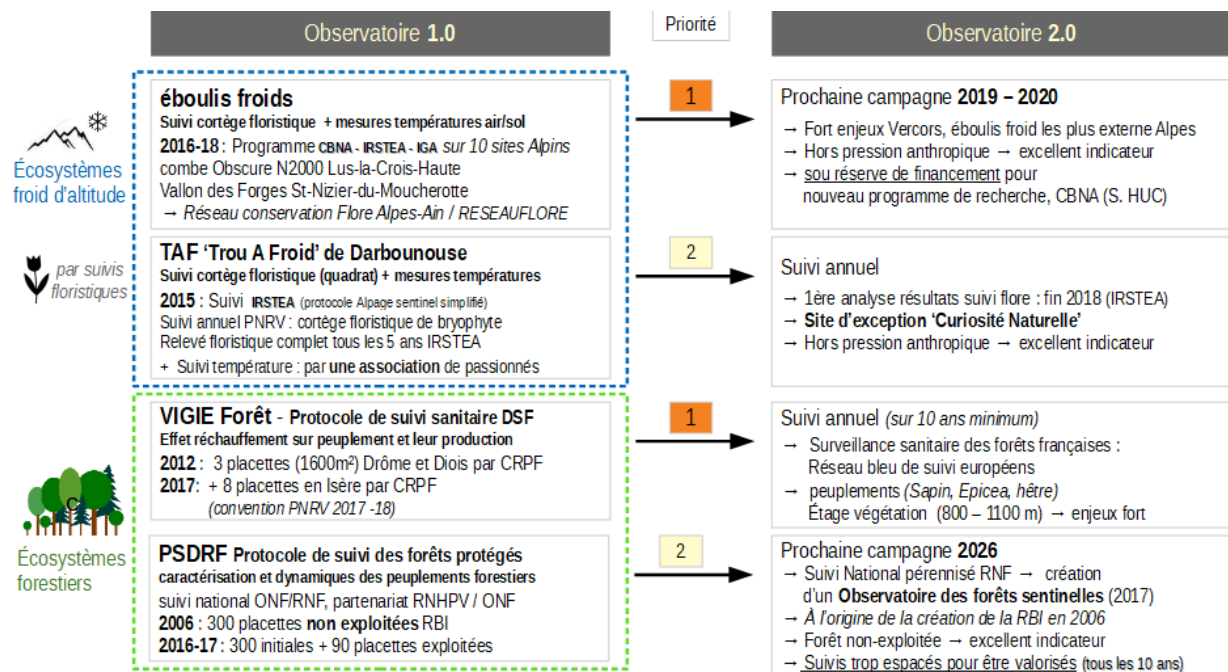 Observatoire 1.0
Priorité
Observatoire 2.0
Écosystèmes
froid d'altitude
par suivis
floristiques
éboulis froids
Suivi cortège floristique + mesures températures air/sol
2016-18 : Programme CBNA - IRSTEA - IGA sur 10 sites Alpins
combe Obscure N2000 Lus-la-Crois-Haute
Vallon des Forges St-Nizier-du-Moucherotte
→ Réseau conservation Flore Alpes-Ain / RESEAUFLORE
1
Prochaine campagne 2019 – 2020
→ Fort enjeux Vercors, éboulis froid les plus externe Alpes
→ Hors pression anthropique → excellent indicateur
→ sou réserve de financement pour
nouveau programme de recherche, CBNA (S. HUC)
TAF 'Trou A Froid' de Darbounouse
Suivi cortège floristique (quadrat) + mesures températures
2015 : Suivi IRSTEA (protocole Alpage sentinel simplifié)
Suivi annuel PNRV : cortège floristique de bryophyte
Relevé floristique complet tous les 5 ans IRSTEA
+ Suivi température : par une association de passionnés
2
Suivi annuel
→ 1ère analyse résultats suivi flore : fin 2018 (IRSTEA)
→ Site d'exception 'Curiosité Naturelle'
→ Hors pression anthropique → excellent indicateur
C
Écosystèmes
forestiers
VIGIE Forêt - Protocole de suivi sanitaire DSF
Effet réchauffement sur peuplement et leur production
2012 : 3 placettes (1600m²) Drôme et Diois par CRPF
2017: + 8 placettes en Isère par CRPF
(convention PNRV 2017 -18)
1
Suivi annuel (sur 10 ans minimum)
→ Surveillance sanitaire des forêts françaises :
Réseau bleu de suivi européens
→ peuplements (Sapin, Epicea, hêtre)
Étage végétation (800 – 1100 m) → enjeux fort
PSDRF Protocole de suivi des forêts protégés
caractérisation et dynamiques des peuplements forestiers
suivi national ONF/RNF, partenariat RNHPV / ONF
2006 : 300 placettes non exploitées RBI
2016-17 : 300 initiales + 90 placettes exploitées
2
Prochaine campagne 2026
→ Suivi National pérennisé RNF → création
d'un Observatoire des forêts sentinelles (2017)
→ À l'origine de la création de la RBI en 2006
→ Forêt non-exploitée → excellent indicateur
→ Suivis trop espacés pour être valorisés (tous les 10 ans)